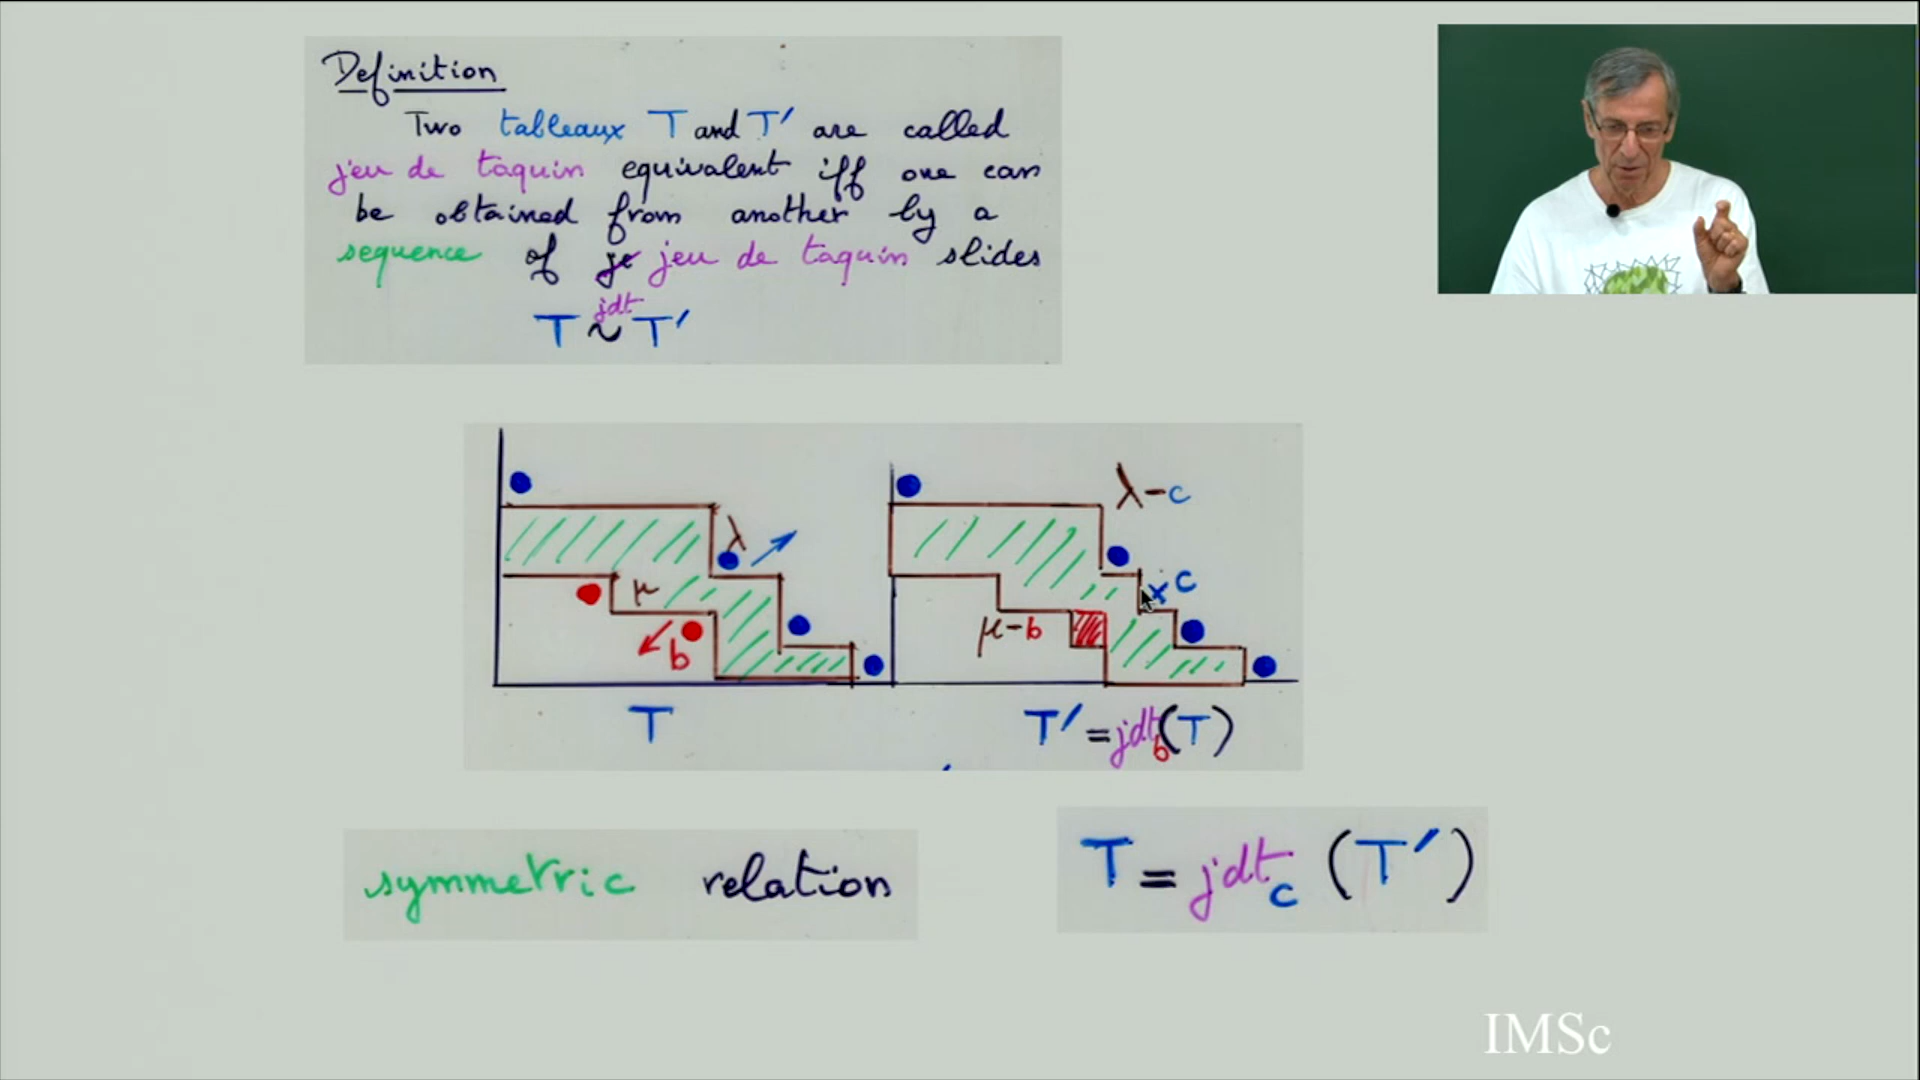 Definition
Two tableaux T and T′ are called
jeu de taquin equivalent iff one can
be obtained from another by a
sequence of je jeu de taquin slides
jdt
T ~ T′
λ-c
λ
μ
c
μ-b
b
T
T′ = jdt_b(T)
symmetric relation
T = jdt_c (T′)
IMSc